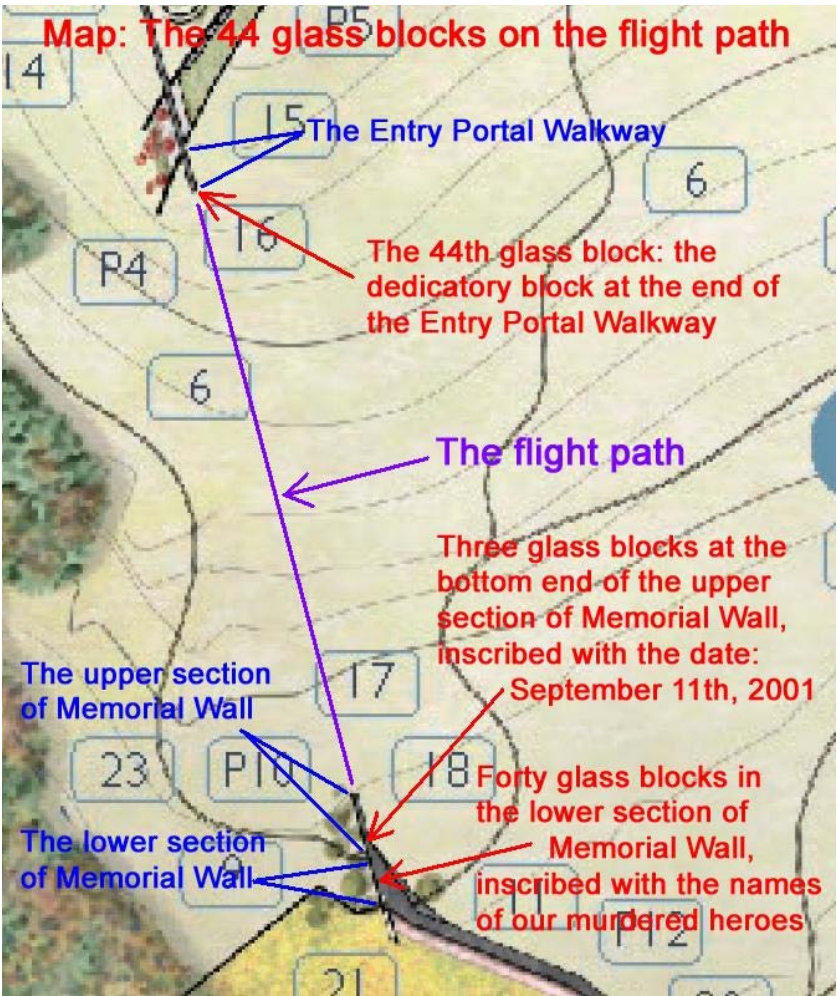 Map: The 44 glass blocks on the flight path
P5
14
15
The Entry Portal Walkway
6
16
P4
The 44th glass block: the
dedicatory block at the end of
the Entry Portal Walkway
6
The flight path
Three glass blocks at the
bottom end of the upper
section of Memorial Wall,
inscribed with the date:
September 11th, 2001
The upper section
of Memorial Wall
17
23
P10
18
Forty glass blocks in
the lower section of
Memorial Wall,
inscribed with the names
of our murdered heroes
The lower section
of Memorial Wall
9
11
P12
21